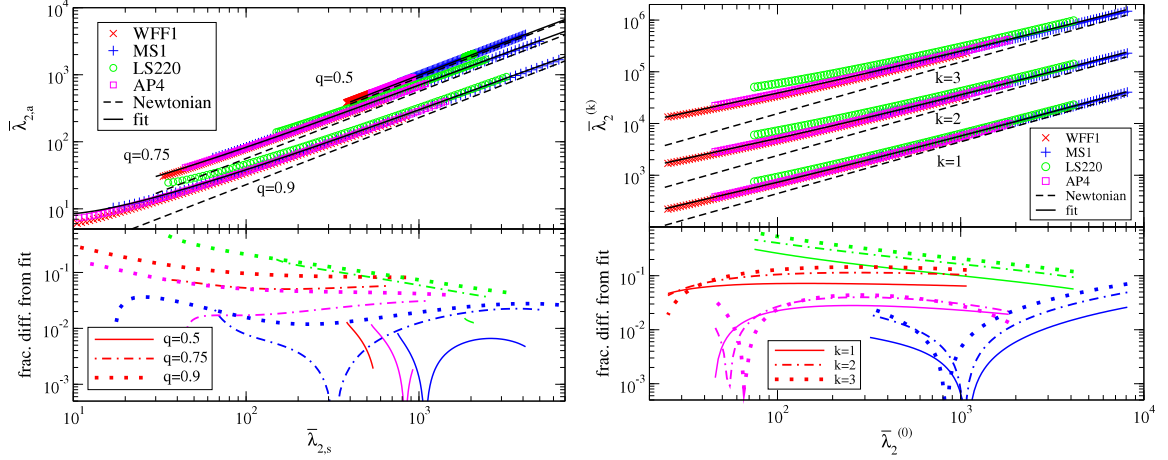 WFF1
MS1
LS220
AP4
Newtonian
fit
q=0.5
q=0.75
q=0.9
10^4
10^3
10^2
10^1
λ̄_{2,a}
10^-1
10^-2
10^-3
frac. diff. from fit
q=0.5
q=0.75
q=0.9
10^1
10^2
10^3
λ̄_{2,s}
10^6
10^5
10^4
10^3
λ̄_2^{(k)}
k=3
k=2
k=1
WFF1
MS1
LS220
AP4
Newtonian
fit
10^-1
10^-2
10^-3
frac. diff. from fit
k=1
k=2
k=3
10^2
10^3
10^4
λ̄_2^{(0)}